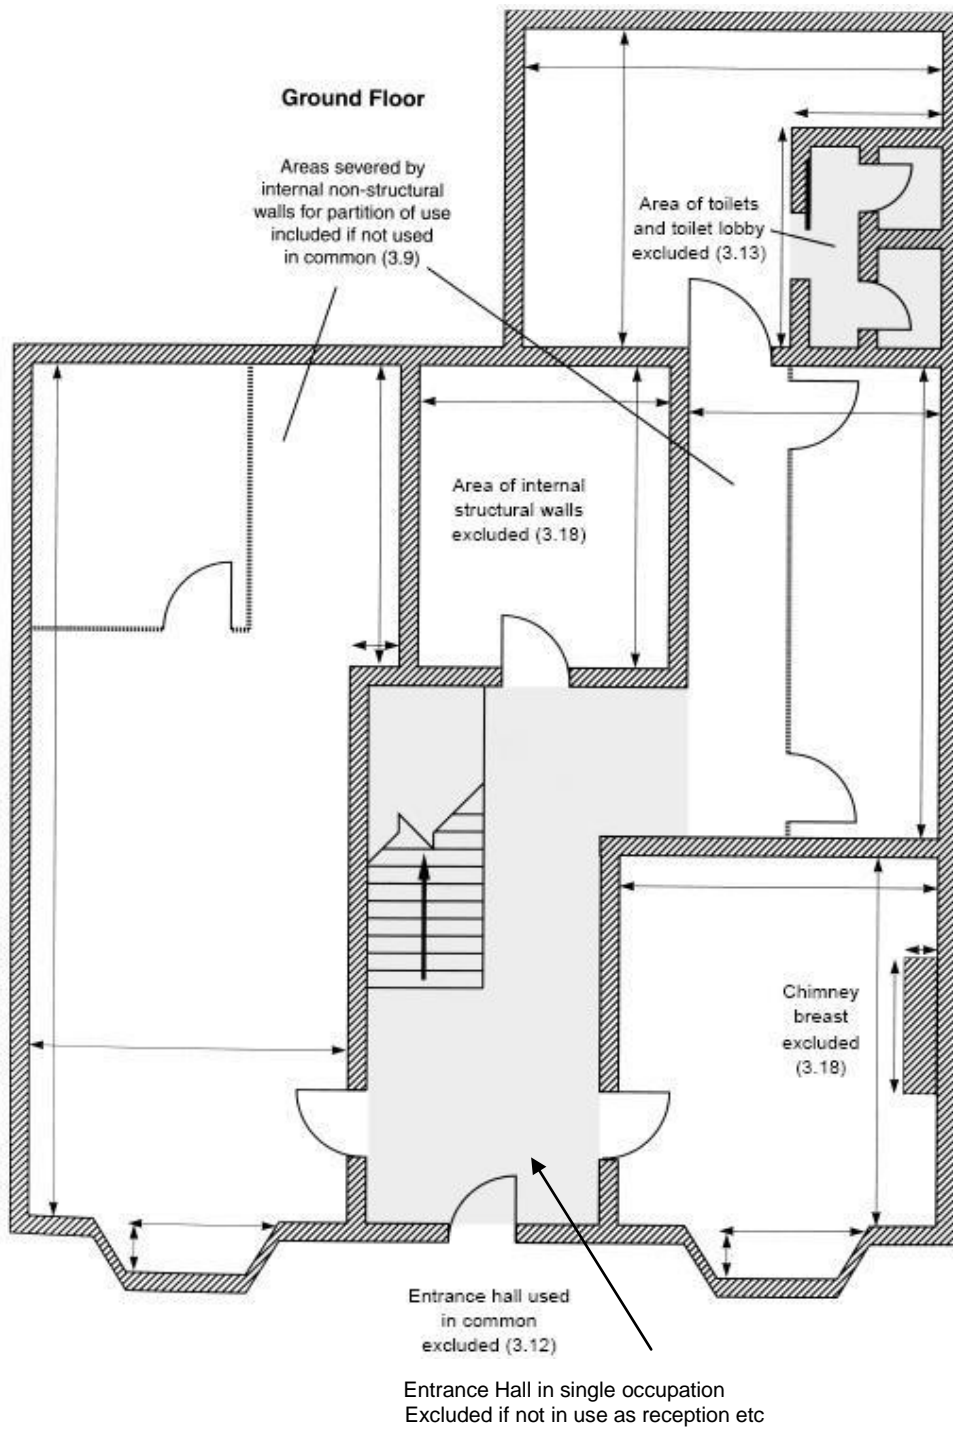 Ground Floor
Areas severed by
internal non-structural
walls for partition of use
included if not used
in common (3.9)
Area of toilets
and toilet lobby
excluded (3.13)
Area of internal
structural walls
excluded (3.18)
Chimney
breast
excluded
(3.18)
Entrance hall used
in common
excluded (3.12)
Entrance Hall in single occupation
Excluded if not in use as reception etc